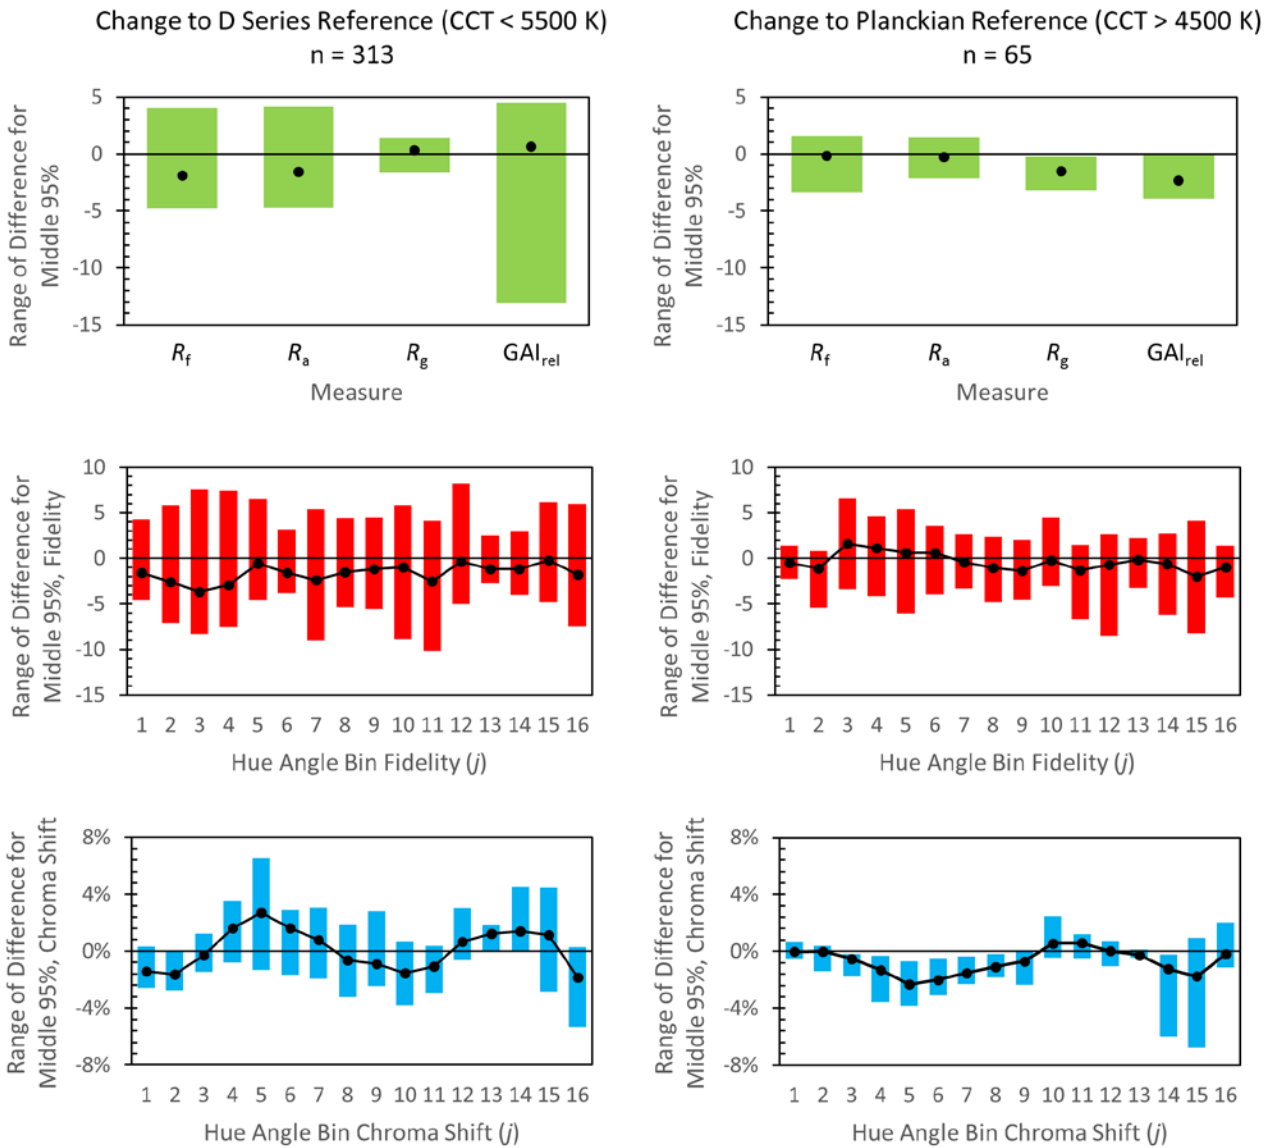 Change to D Series Reference (CCT < 5500 K)
n = 313
Change to Planckian Reference (CCT > 4500 K)
n = 65
Range of Difference for
Middle 95%
5
0
-5
-10
-15
Rf Ra Rg GAIrel
Measure
Range of Difference for
Middle 95%
5
0
-5
-10
-15
Rf Ra Rg GAIrel
Measure
Range of Difference for
Middle 95%, Fidelity
10
5
0
-5
-10
-15
1 2 3 4 5 6 7 8 9 10 11 12 13 14 15 16
Hue Angle Bin Fidelity (j)
Range of Difference for
Middle 95%, Fidelity
10
5
0
-5
-10
-15
1 2 3 4 5 6 7 8 9 10 11 12 13 14 15 16
Hue Angle Bin Fidelity (j)
Range of Difference for
Middle 95%, Chroma Shift
8%
4%
0%
-4%
-8%
1 2 3 4 5 6 7 8 9 10 11 12 13 14 15 16
Hue Angle Bin Chroma Shift (j)
Range of Difference for
Middle 95%, Chroma Shift
8%
4%
0%
-4%
-8%
1 2 3 4 5 6 7 8 9 10 11 12 13 14 15 16
Hue Angle Bin Chroma Shift (j)